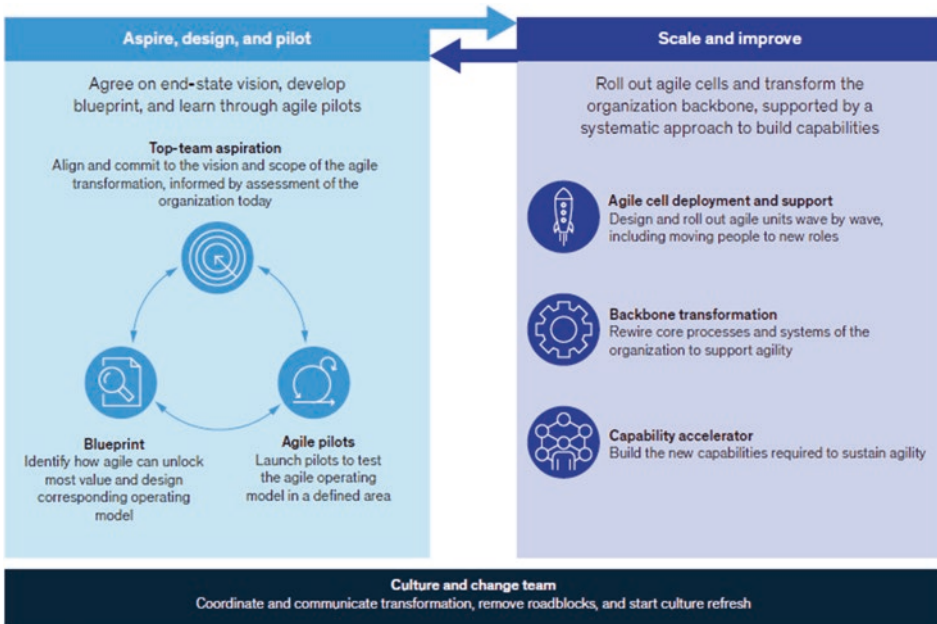 Aspire, design, and pilot
Agree on end-state vision, develop
blueprint, and learn through agile pilots
Top-team aspiration
Align and commit to the vision and scope of the agile
transformation, informed by assessment of the
organization today
Blueprint
Identify how agile can unlock
most value and design
corresponding operating
model
Agile pilots
Launch pilots to test
the agile operating
model in a defined area
Scale and improve
Roll out agile cells and transform the
organization backbone, supported by a
systematic approach to build capabilities
Agile cell deployment and support
Design and roll out agile units wave by wave,
including moving people to new roles
Backbone transformation
Rewire core processes and systems of the
organization to support agility
Capability accelerator
Build the new capabilities required to sustain agility
Culture and change team
Coordinate and communicate transformation, remove roadblocks, and start culture refresh